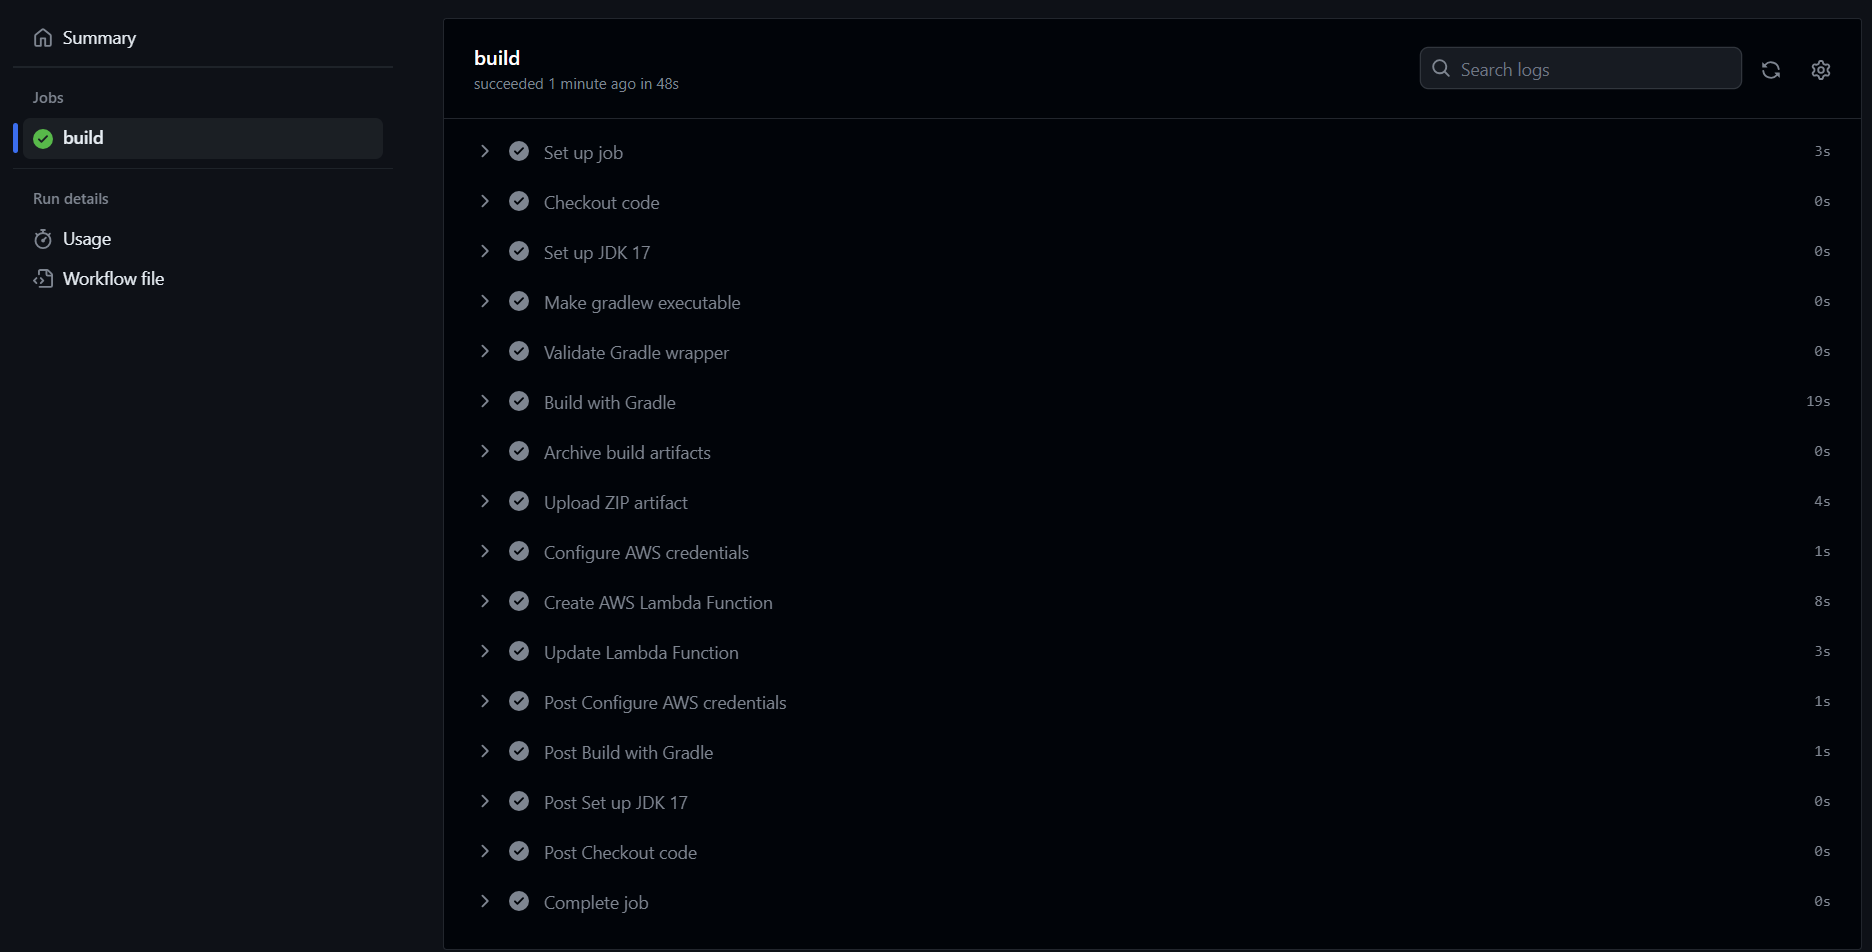 Summary
Jobs
build
Run details
Usage
Workflow file
build
succeeded 1 minute ago in 48s
Search logs
Set up job 3s
Checkout code 0s
Set up JDK 17 0s
Make gradlew executable 0s
Validate Gradle wrapper 0s
Build with Gradle 19s
Archive build artifacts 0s
Upload ZIP artifact 4s
Configure AWS credentials 1s
Create AWS Lambda Function 8s
Update Lambda Function 3s
Post Configure AWS credentials 1s
Post Build with Gradle 1s
Post Set up JDK 17 0s
Post Checkout code 0s
Complete job 0s